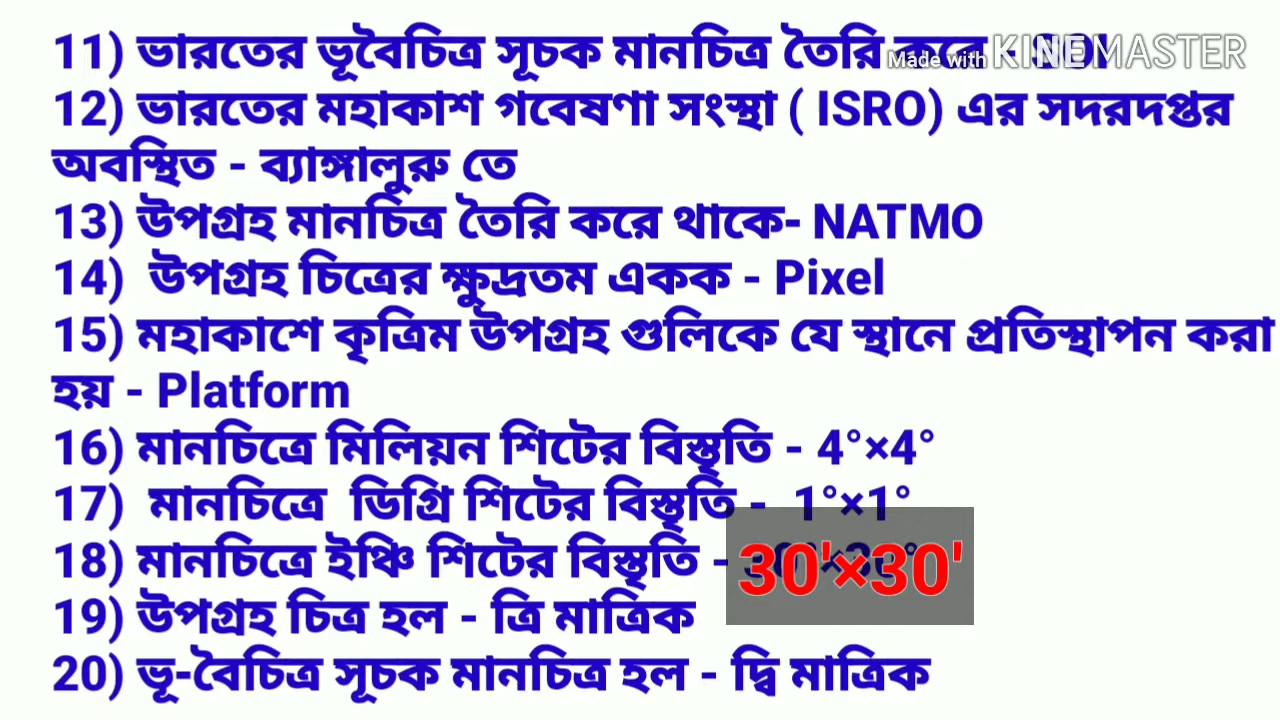 11) ভারতের ভূবৈচিত্র সূচক মানচিত্র তৈরি করে - SOI
Made with KINEMASTER
12) ভারতের মহাকাশ গবেষণা সংস্থা ( ISRO) এর সদরদপ্তর
অবস্থিত - ব্যাঙ্গালুরু তে
13) উপগ্রহ মানচিত্র তৈরি করে থাকে- NATMO
14) উপগ্রহ চিত্রের ক্ষুদ্রতম একক - Pixel
15) মহাকাশে কৃত্রিম উপগ্রহ গুলিকে যে স্থানে প্রতিস্থাপন করা
হয় - Platform
16) মানচিত্রে মিলিয়ন শিটের বিস্তৃতি - 4°×4°
17) মানচিত্রে ডিগ্রি শিটের বিস্তৃতি - 1°×1°
18) মানচিত্রে ইঞ্চি শিটের বিস্তৃতি - 30'×30'
19) উপগ্রহ চিত্র হল - ত্রি মাত্রিক
20) ভূ-বৈচিত্র সূচক মানচিত্র হল - দ্বি মাত্রিক